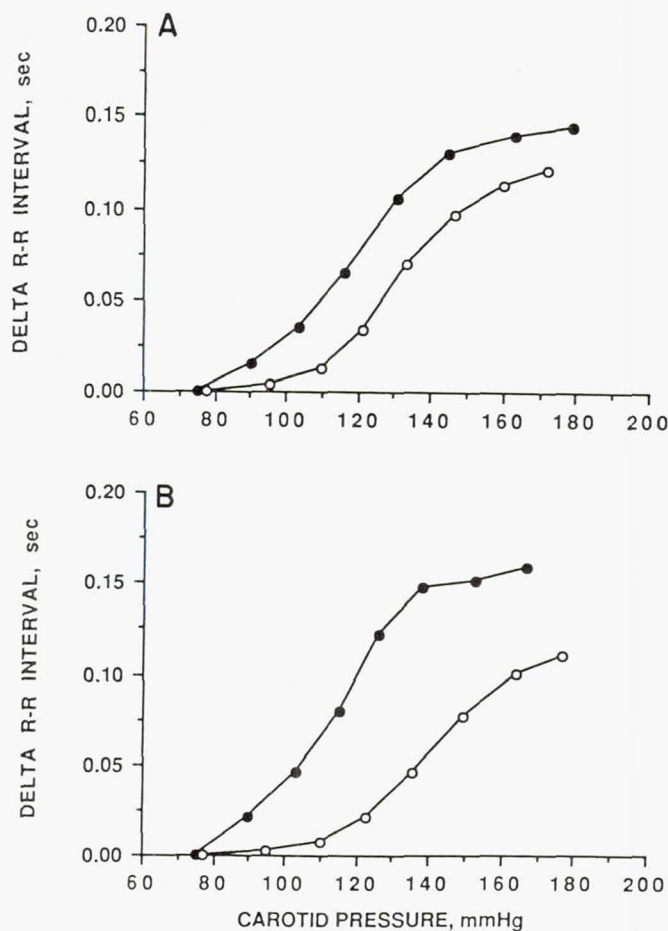 A
0.20
0.15
0.10
0.05
0.00
DELTA R-R INTERVAL, sec
60 80 100 120 140 160 180 200
B
0.20
0.15
0.10
0.05
0.00
DELTA R-R INTERVAL, sec
60 80 100 120 140 160 180 200
CAROTID PRESSURE, mmHg